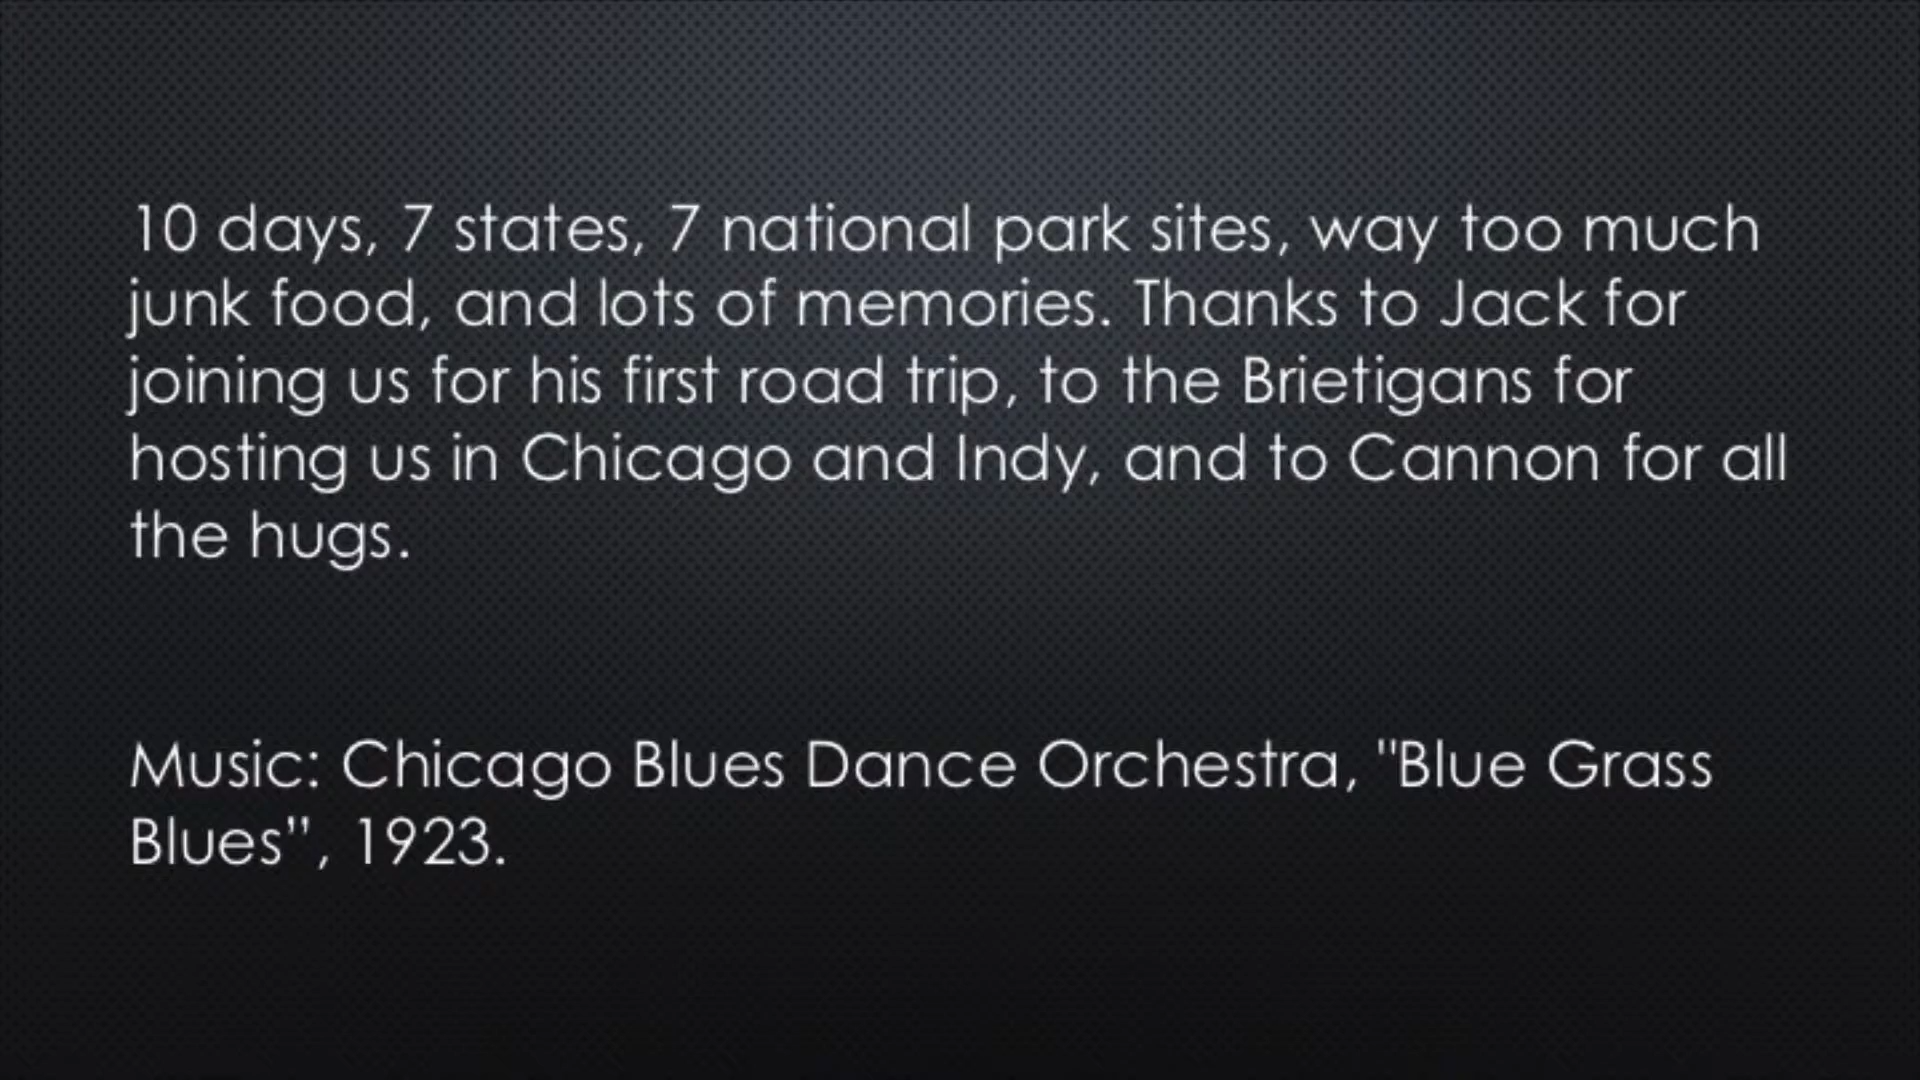 10 days, 7 states, 7 national park sites, way too much
junk food, and lots of memories. Thanks to Jack for
joining us for his first road trip, to the Brietigans for
hosting us in Chicago and Indy, and to Cannon for all
the hugs.
Music: Chicago Blues Dance Orchestra, "Blue Grass
Blues”, 1923.